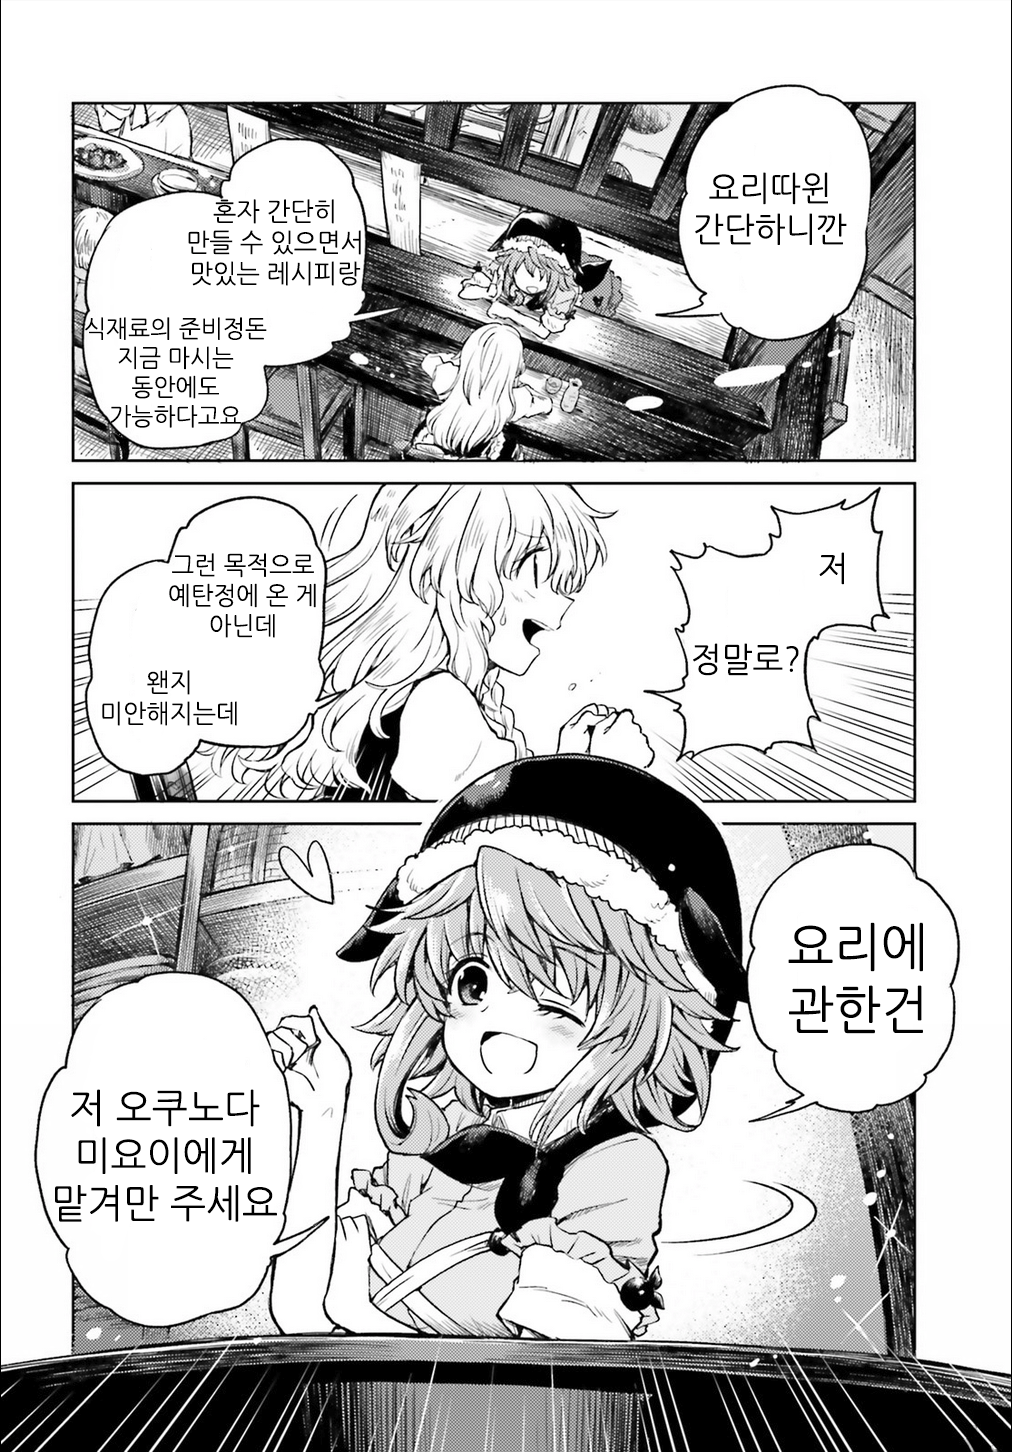 요리따윈
간단하니깐
혼자 간단히
만들 수 있으면서
맛있는 레시피랑
식재료의 준비정돈
지금 마시는
동안에도
가능하다고요
저
정말로?
그런 목적으로
예탄정에 온 게
아닌데
왠지
미안해지는데
요리에
관한건
저 오쿠노다
미요이에게
맡겨만 주세요